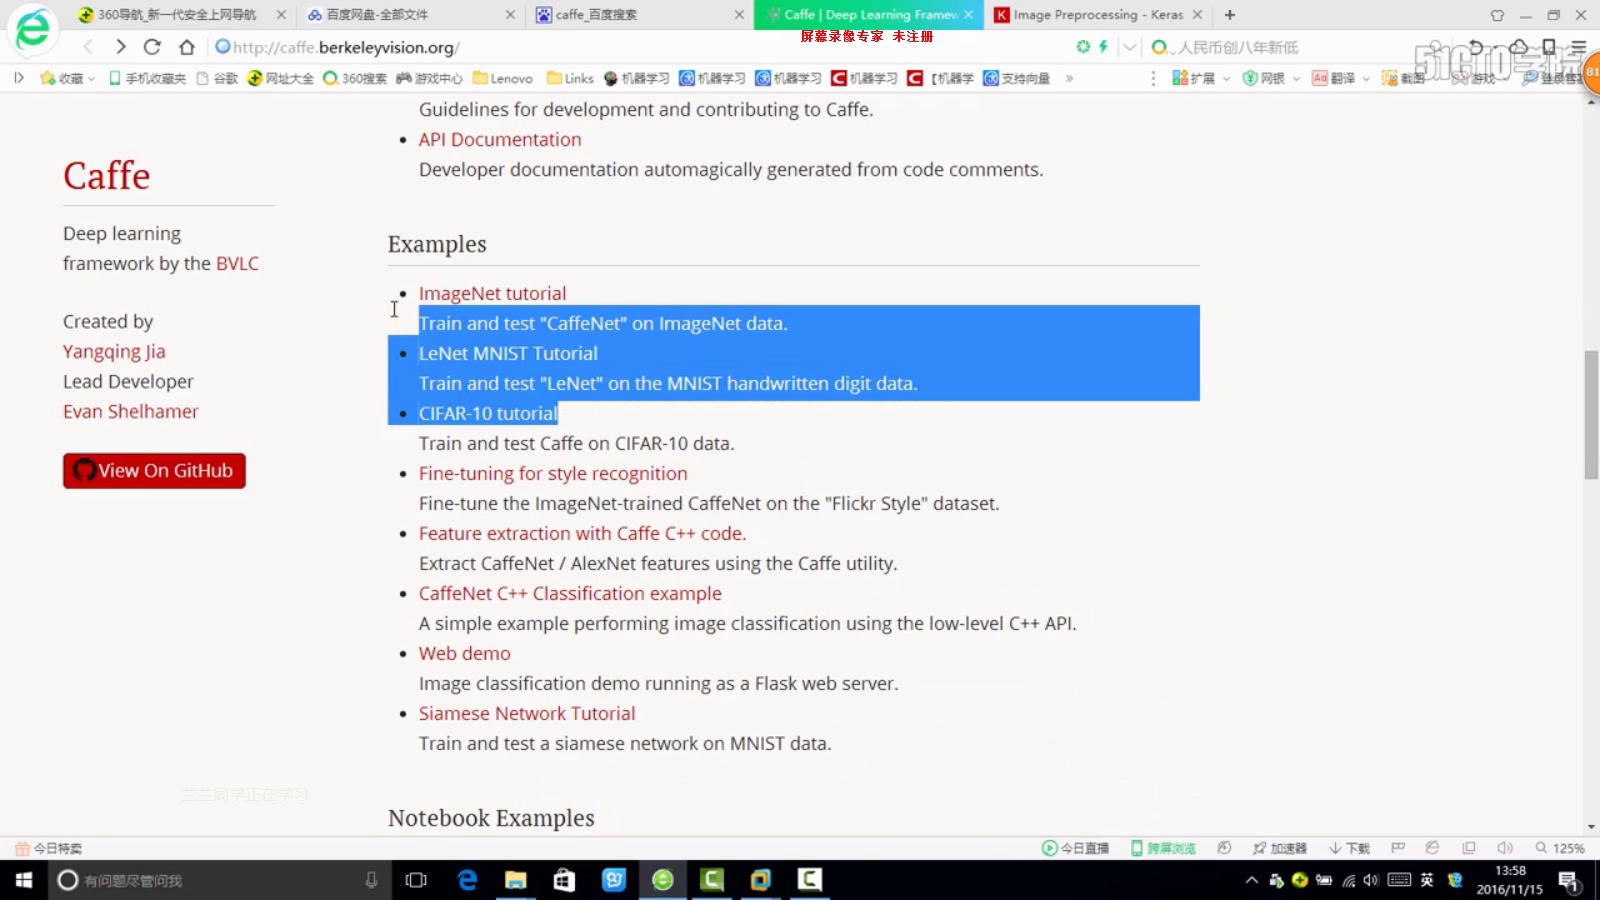 360导航_新一代安全上网导航
百度网盘-全部文件
caffe_百度搜索
Caffe | Deep Learning Framew
Image Preprocessing - Keras
屏幕录像专家 未注册
http://caffe.berkeleyvision.org/
人民币创八年新低
51CTO学院
81
收藏
手机收藏夹
谷歌
网址大全
360搜索
游戏中心
Lenovo
Links
机器学习
机器学习
机器学习
机器学习
【机器学
支持向量
»
扩展
网银
翻译
截图
游戏
Guidelines for development and contributing to Caffe.
API Documentation
Developer documentation automagically generated from code comments.
Caffe
Deep learning
framework by the BVLC
Created by
Yangqing Jia
Lead Developer
Evan Shelhamer
View On GitHub
Examples
ImageNet tutorial
Train and test "CaffeNet" on ImageNet data.
LeNet MNIST Tutorial
Train and test "LeNet" on the MNIST handwritten digit data.
CIFAR-10 tutorial
Train and test Caffe on CIFAR-10 data.
Fine-tuning for style recognition
Fine-tune the ImageNet-trained CaffeNet on the "Flickr Style" dataset.
Feature extraction with Caffe C++ code.
Extract CaffeNet / AlexNet features using the Caffe utility.
CaffeNet C++ Classification example
A simple example performing image classification using the low-level C++ API.
Web demo
Image classification demo running as a Flask web server.
Siamese Network Tutorial
Train and test a siamese network on MNIST data.
兰兰同学正在学习
Notebook Examples
今日特卖
今日直播
跨屏浏览
加速器
下载
125%
有问题尽管问我
英
13:58
2016/11/15
1